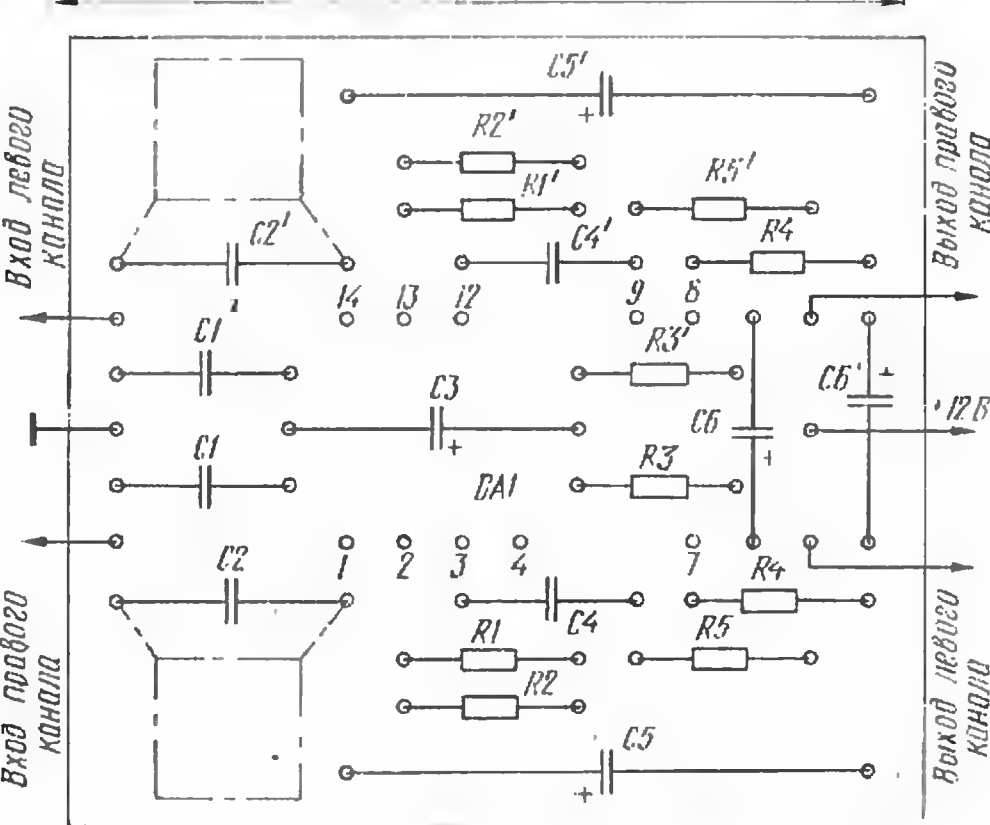 C5'
+
R2'
R1'
R5'
C2'
C4'
R4
14
13
12
9
8
C1
R3'
C3
+
C6
+
C6'
+
+12В
C1
R3
DA1
C2
1
2
3
4
7
R4
C4
R1
R5
R2
C5
+
Вход левого
канала
Выход правого
канала
Вход правого
канала
Выход левого
канала